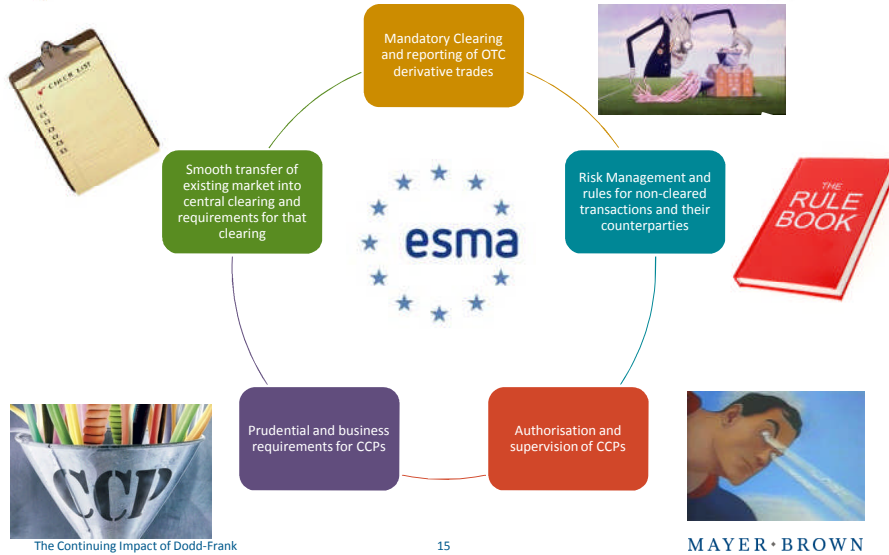 Mandatory Clearing
and reporting of OTC
derivative trades
CHECK LIST
Smooth transfer of
existing market into
central clearing and
requirements for that
clearing
esma
Risk Management and
rules for non-cleared
transactions and their
counterparties
THE
RULE
BOOK
Prudential and business
requirements for CCPs
Authorisation and
supervision of CCPs
CCP
The Continuing Impact of Dodd-Frank
15
MAYER·BROWN